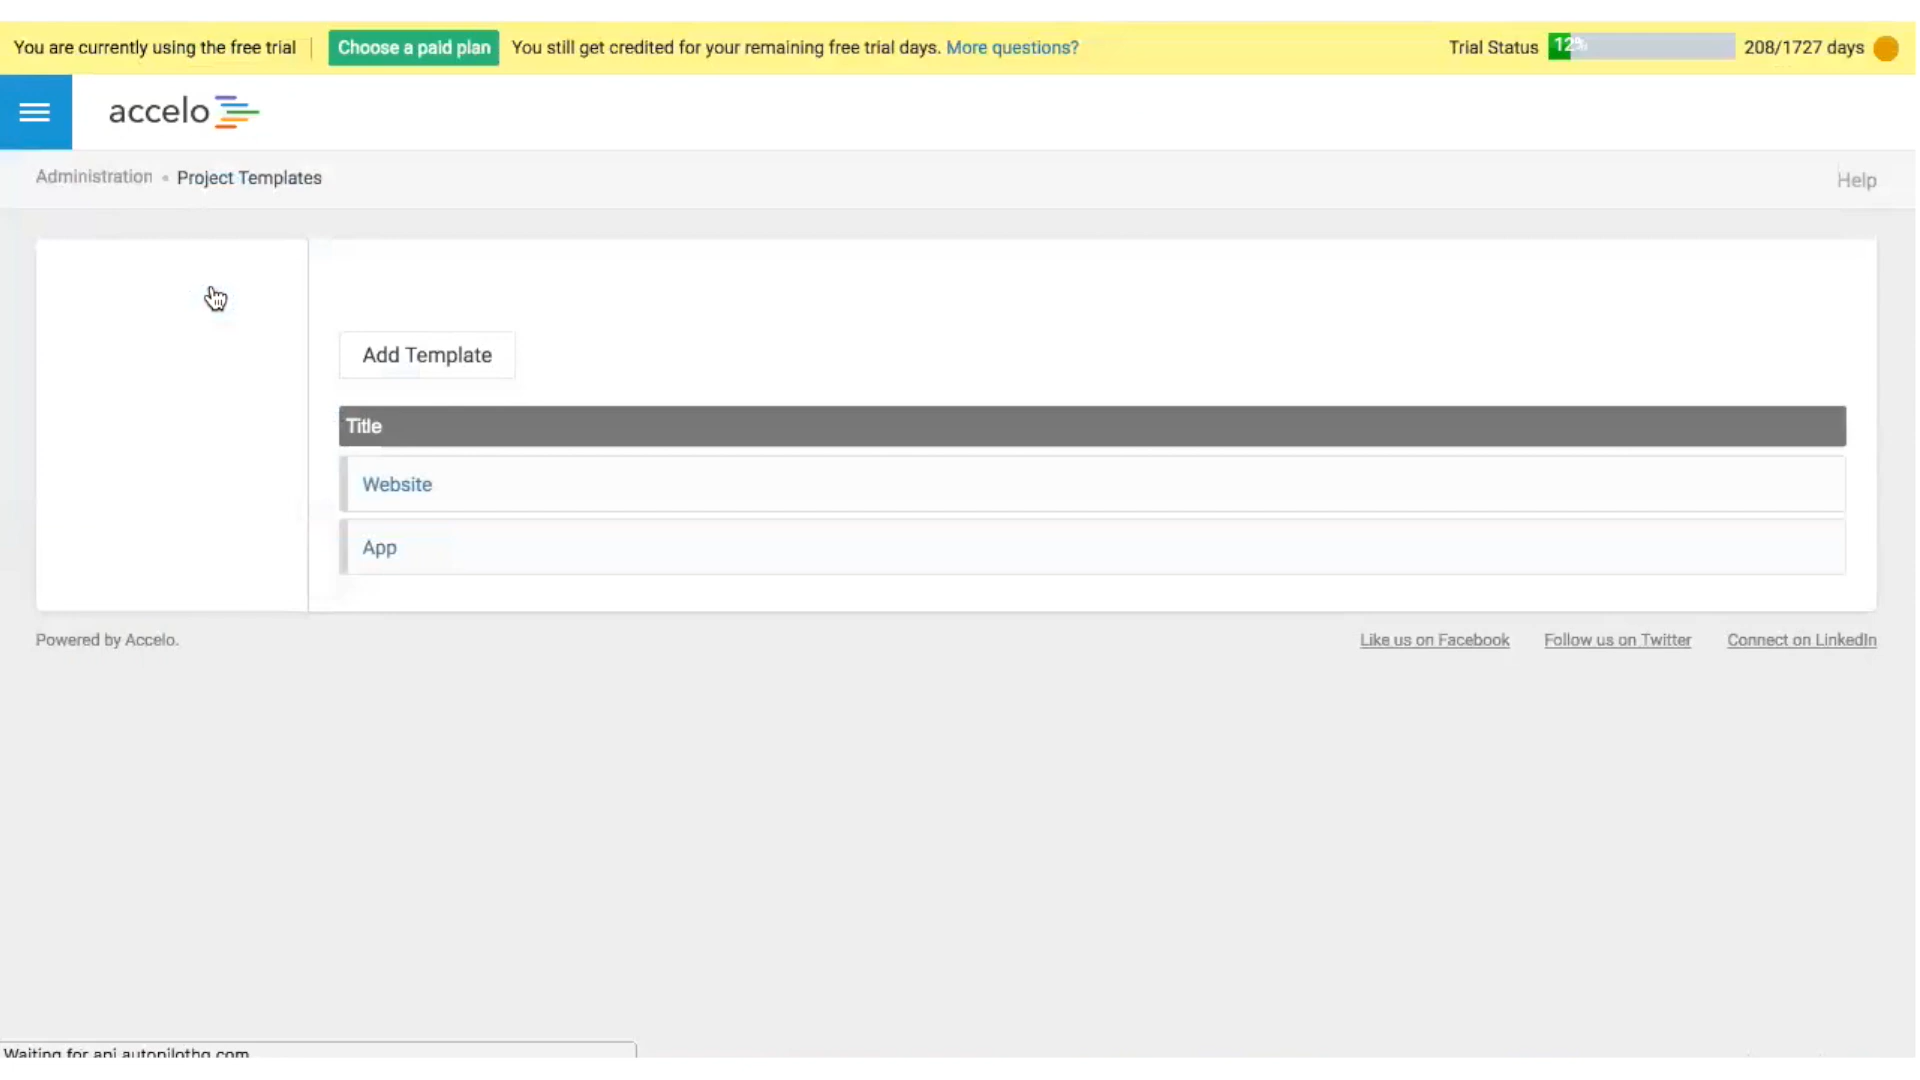 You are currently using the free trial
Choose a paid plan
You still get credited for your remaining free trial days. More questions?
Trial Status
12%
208/1727 days
accelo
Administration • Project Templates
Help
Add Template
Title
Website
App
Powered by Accelo.
Like us on Facebook
Follow us on Twitter
Connect on LinkedIn
Waiting for api.autopilothq.com